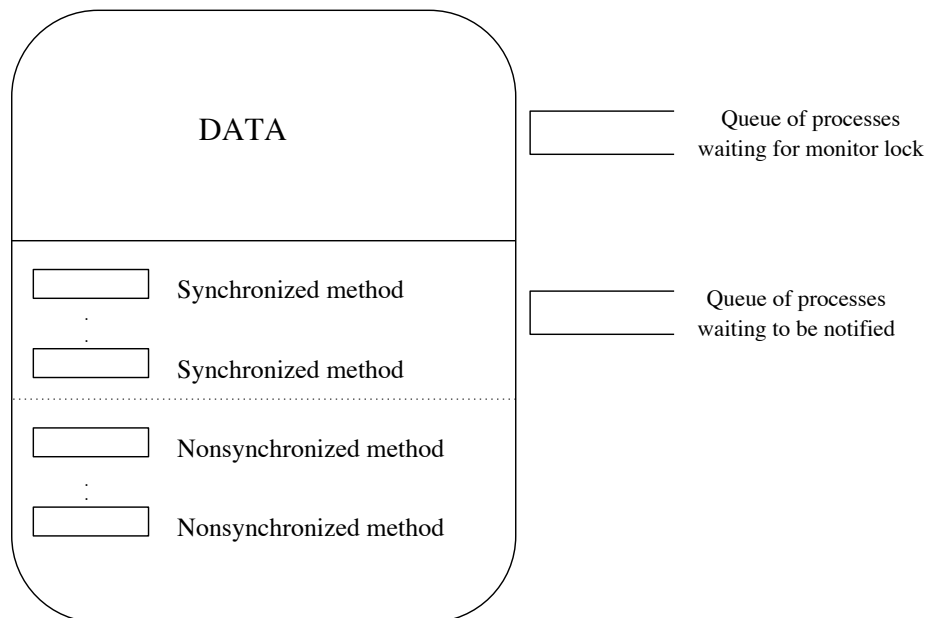 DATA
Queue of processes
waiting for monitor lock
Synchronized method
Synchronized method
Queue of processes
waiting to be notified
Nonsynchronized method
Nonsynchronized method